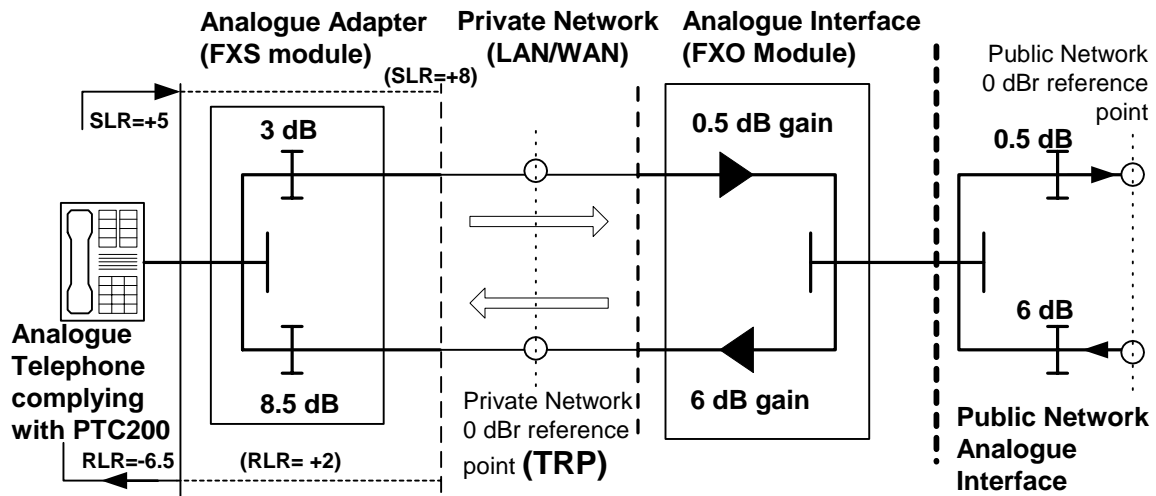 Analogue Adapter
(FXS module)
Private Network
(LAN/WAN)
Analogue Interface
(FXO Module)
Public Network
0 dBr reference
point
(SLR=+8)
SLR=+5
3 dB
0.5 dB gain
0.5 dB
6 dB
Analogue
Telephone
complying
with PTC200
8.5 dB
Private Network
0 dBr reference
point (TRP)
6 dB gain
Public Network
Analogue
Interface
RLR=-6.5
(RLR= +2)